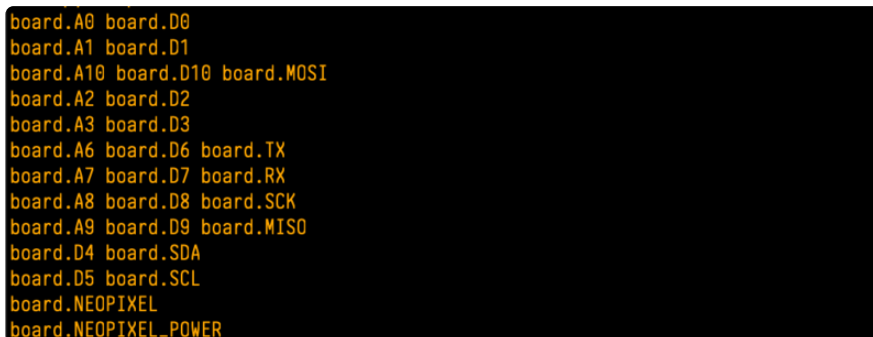 board.A0 board.D0
board.A1 board.D1
board.A10 board.D10 board.MOSI
board.A2 board.D2
board.A3 board.D3
board.A6 board.D6 board.TX
board.A7 board.D7 board.RX
board.A8 board.D8 board.SCK
board.A9 board.D9 board.MISO
board.D4 board.SDA
board.D5 board.SCL
board.NEOPIXEL
board.NEOPIXEL_POWER